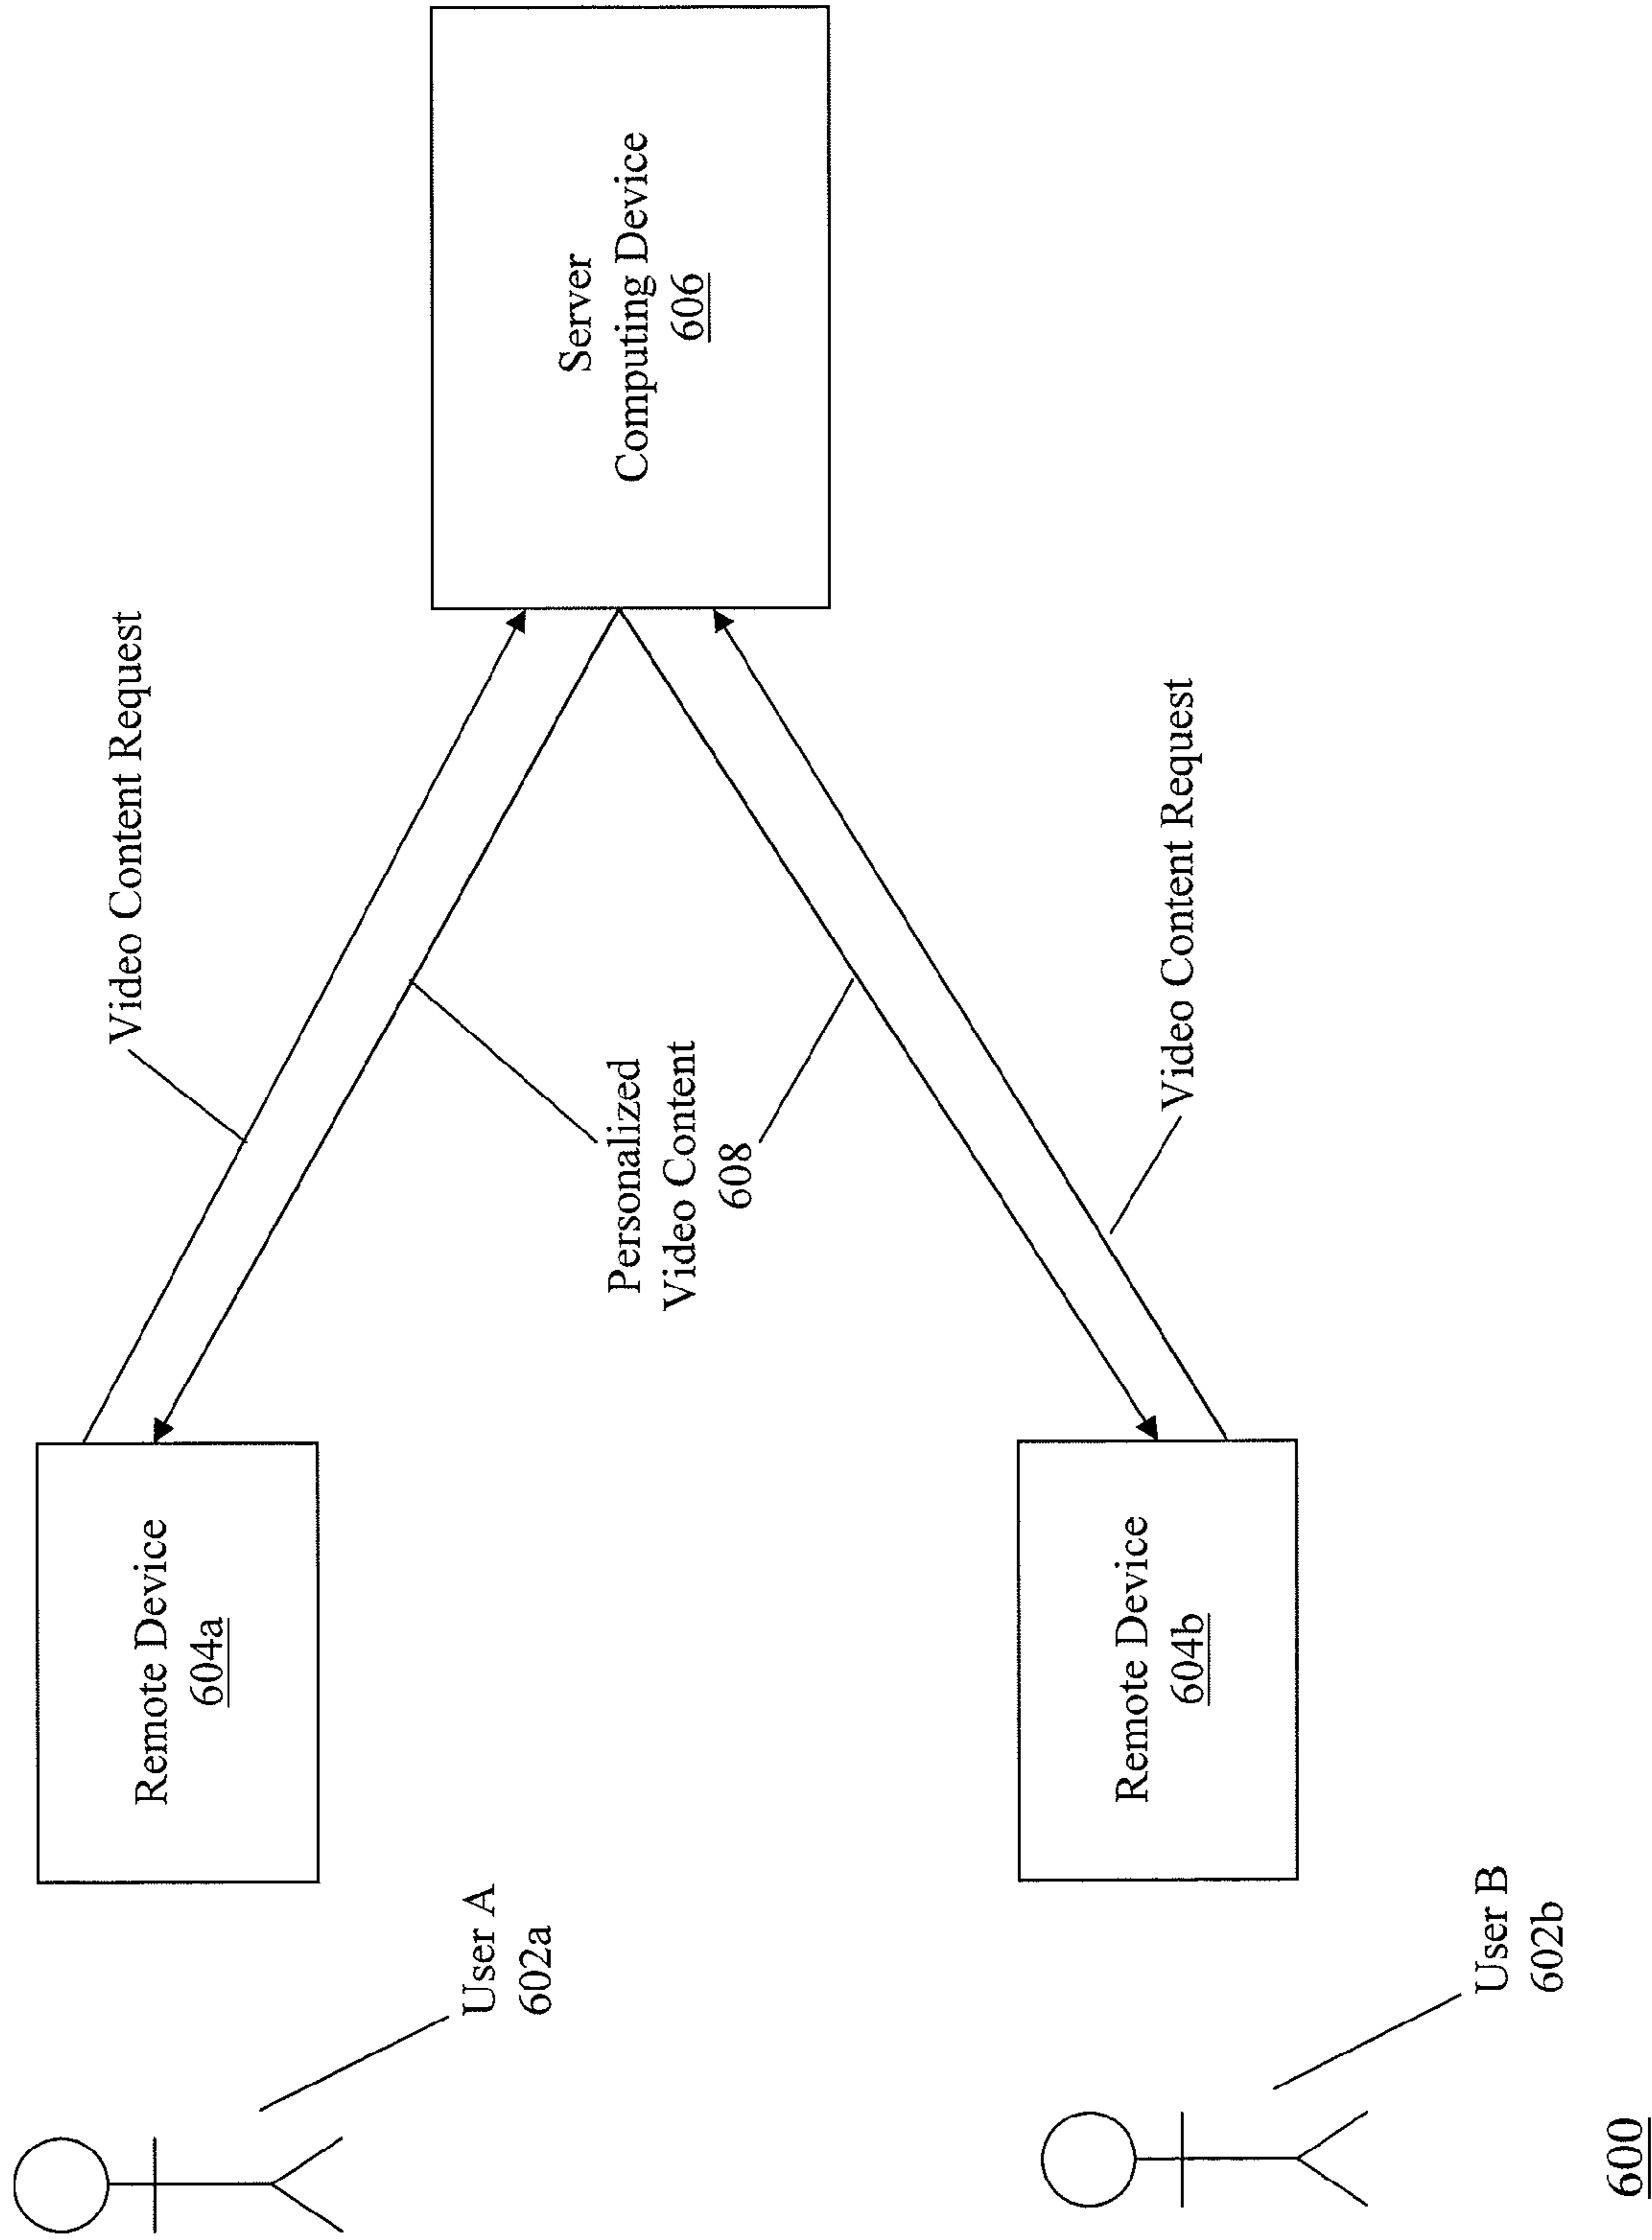 Video Content Request
User A
602a
Remote Device
604a
Personalized
Video Content
608
Server
Computing Device
606
Video Content Request
User B
602b
Remote Device
604b
600